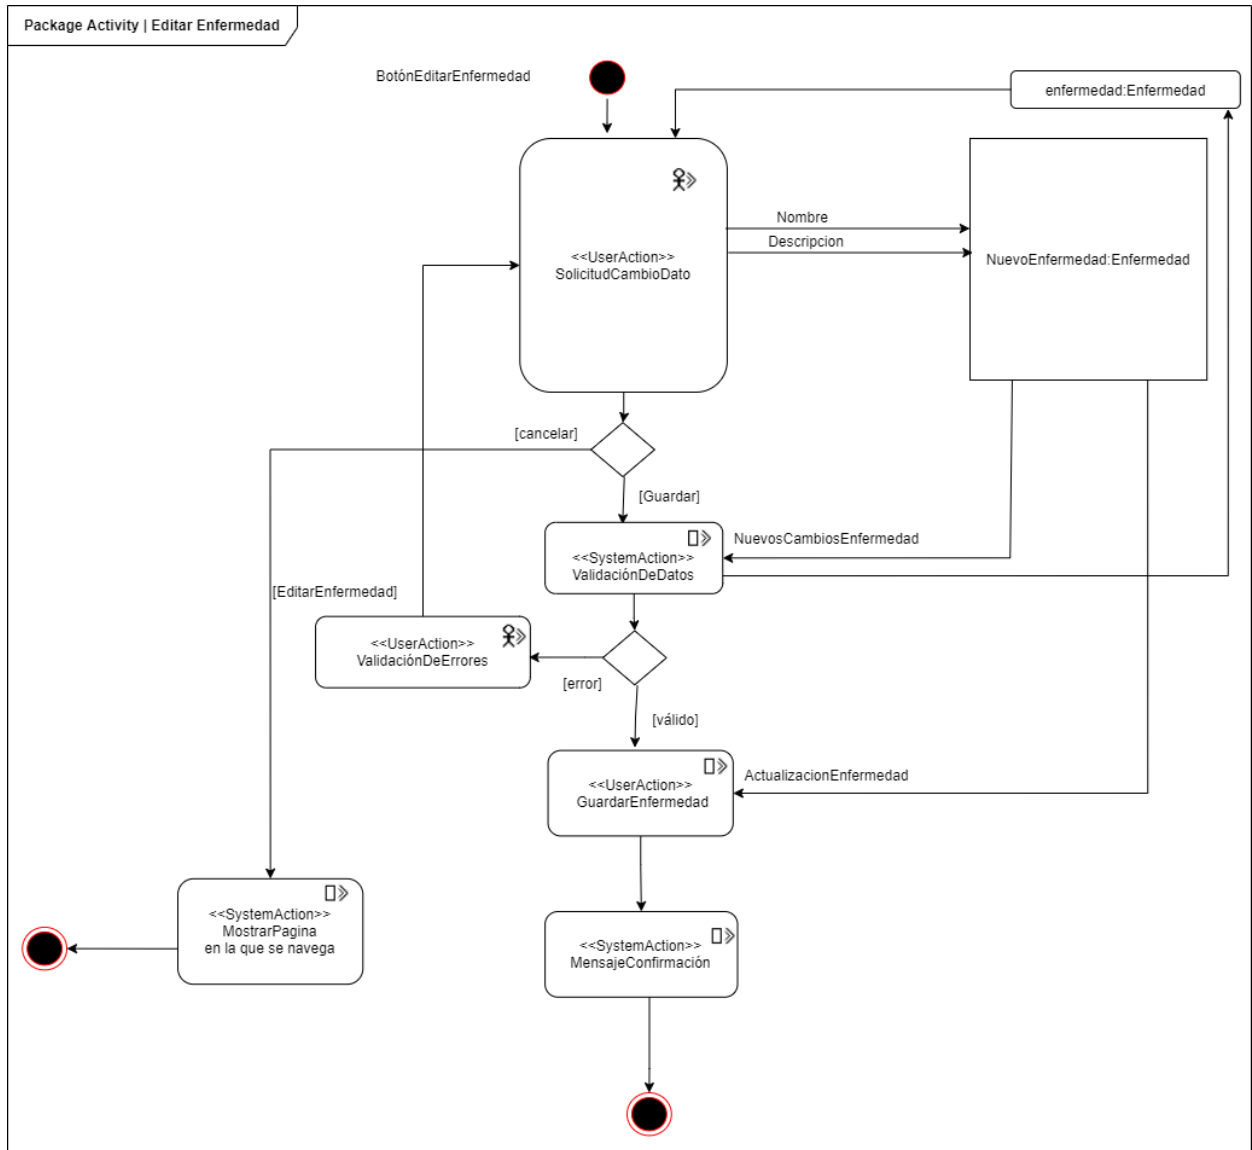 Package Activity | Editar Enfermedad
BotónEditarEnfermedad
enfermedad:Enfermedad
Nombre
Descripcion
<<UserAction>>
SolicitudCambioDato
NuevoEnfermedad:Enfermedad
[cancelar]
[Guardar]
NuevosCambiosEnfermedad
<<SystemAction>>
ValidaciónDeDatos
[EditarEnfermedad]
<<UserAction>>
ValidaciónDeErrores
[error]
[válido]
ActualizacionEnfermedad
<<UserAction>>
GuardarEnfermedad
<<SystemAction>>
MostrarPagina
en la que se navega
<<SystemAction>>
MensajeConfirmación